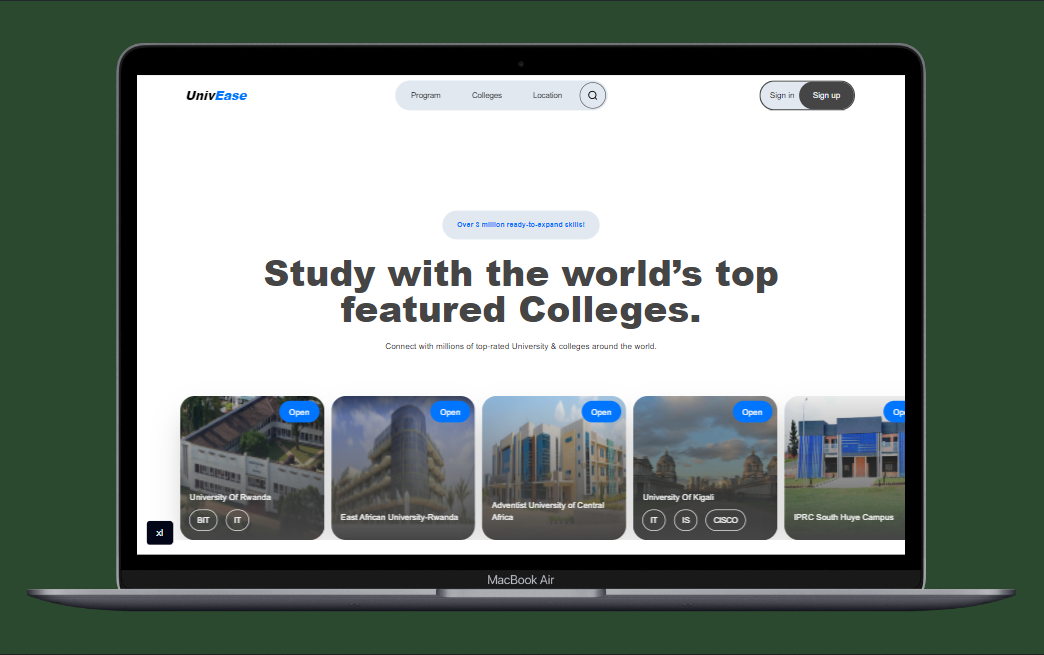 UnivEase
Program Colleges Location
Sign in Sign up
Over 3 million ready-to-expand skills!
Study with the world's top
featured Colleges.
Connect with millions of top-rated University & colleges around the world.
Open Open Open Open Op
University Of Rwanda
BIT IT
East African University-Rwanda
Adventist University of Central
Africa
University Of Kigali
IT IS CISCO
IPRC South Huye Campus
xl
MacBook Air